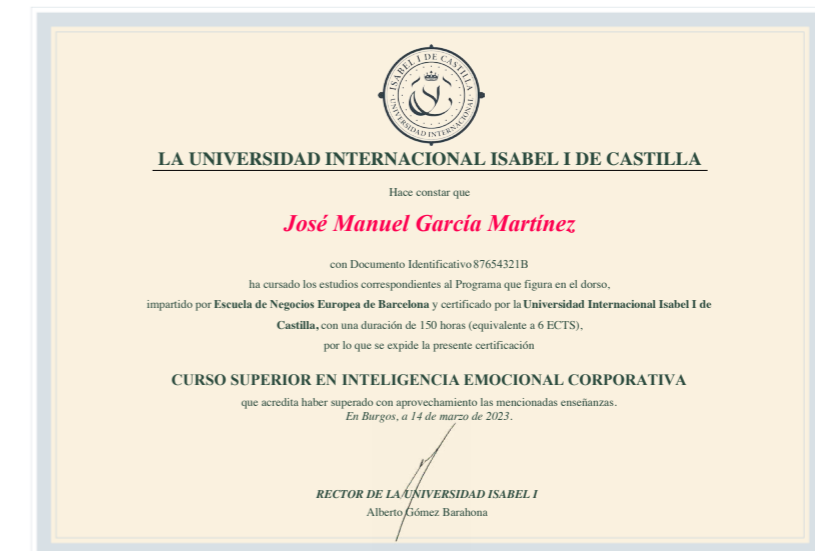 ISABEL I DE CASTILLA
UNIVERSIDAD INTERNACIONAL
LA UNIVERSIDAD INTERNACIONAL ISABEL I DE CASTILLA
Hace constar que
José Manuel García Martínez
con Documento Identificativo 87654321B
ha cursado los estudios correspondientes al Programa que figura en el dorso,
impartido por Escuela de Negocios Europea de Barcelona y certificado por la Universidad Internacional Isabel I de
Castilla, con una duración de 150 horas (equivalente a 6 ECTS),
por lo que se expide la presente certificación
CURSO SUPERIOR EN INTELIGENCIA EMOCIONAL CORPORATIVA
que acredita haber superado con aprovechamiento las mencionadas enseñanzas.
En Burgos, a 14 de marzo de 2023.
RECTOR DE LA UNIVERSIDAD ISABEL I
Alberto Gómez Barahona